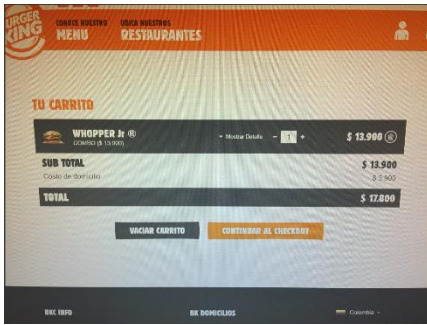 BURGER
KING
CONOCE NUESTRO
MENU
UBICA NUESTROS
RESTAURANTES
TU CARRITO
WHOPPER Jr ®
COMBO ($ 13.900)
Mostrar Detalle
- 1 +
$ 13.900
SUB TOTAL
$ 13.900
Costo de domicilio
$ 3.900
TOTAL
$ 17.800
VACIAR CARRITO
CONTINUAR AL CHECKOUT
BKC INFO
BK DOMICILIOS
Colombia